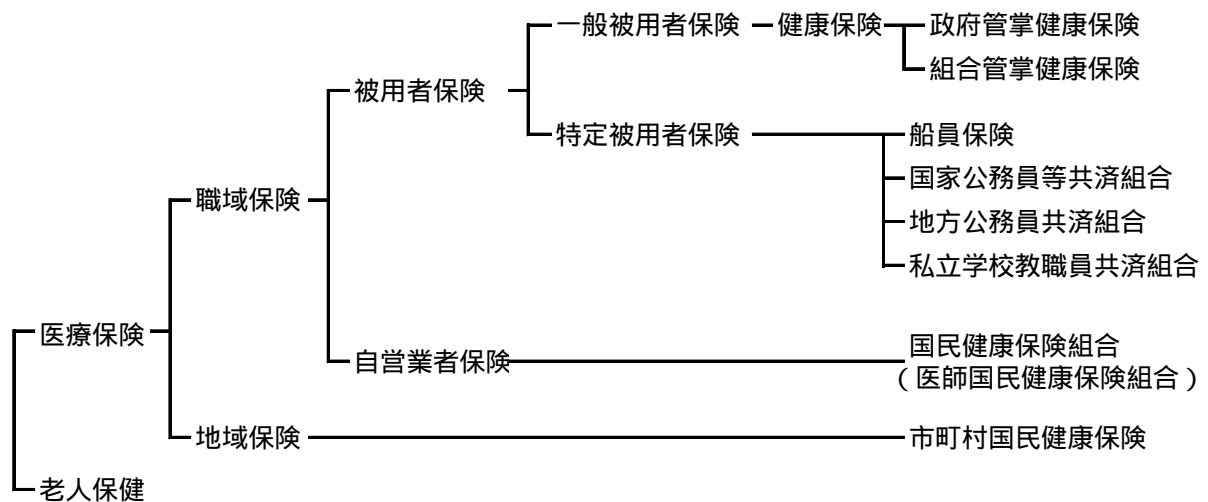 一般被用者保険
健康保険
政府管掌健康保険
組合管掌健康保険
被用者保険
特定被用者保険
船員保険
国家公務員等共済組合
職域保険
地方公務員共済組合
私立学校教職員共済組合
医療保険
自営業者保険
国民健康保険組合
(医師国民健康保険組合)
地域保険
市町村国民健康保険
老人保健